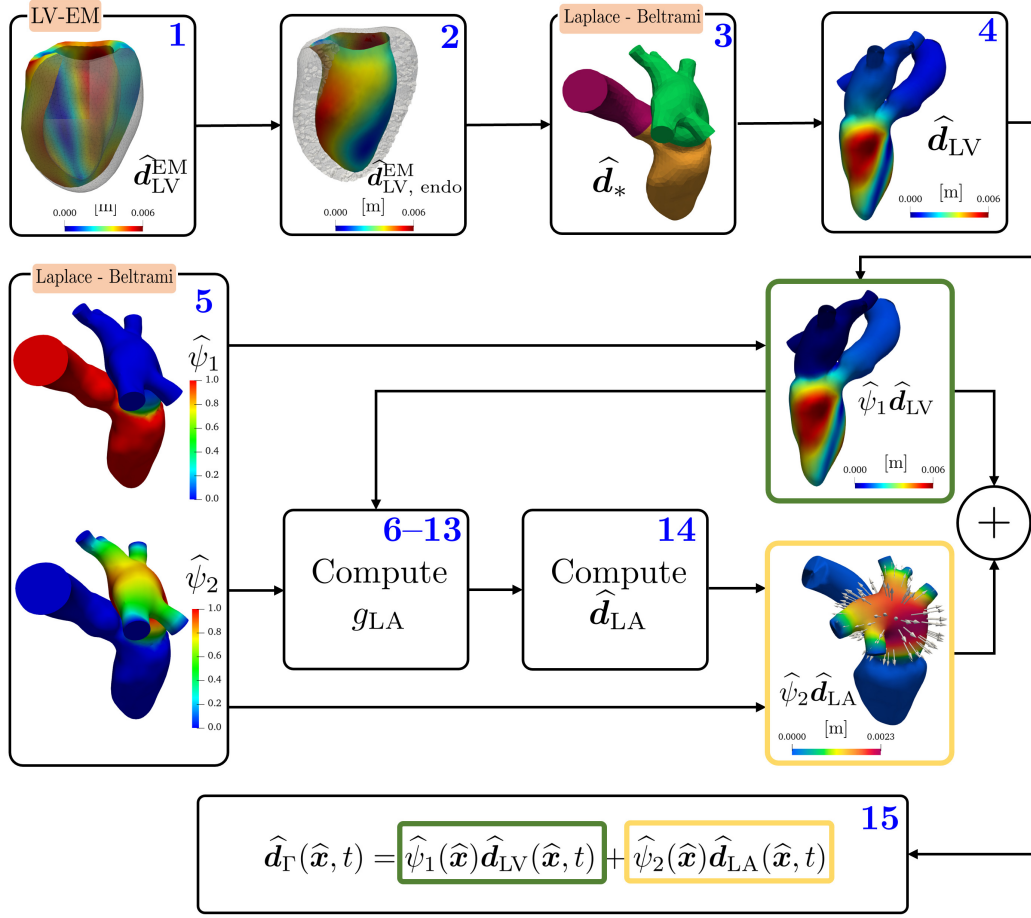 LV-EM
1
d̂ᴱᴹ_LV
0.000 [m] 0.006
2
d̂ᴱᴹ_LV, endo
[m]
0.000 0.006
Laplace - Beltrami
3
d̂_*
4
d̂_LV
[m]
0.000 0.006
Laplace - Beltrami
5
ψ̂_1
1.0
0.8
0.6
0.4
0.2
0.0
ψ̂_2
1.0
0.8
0.6
0.4
0.2
0.0
ψ̂_1 d̂_LV
[m]
0.000 0.006
6–13
Compute
g_LA
14
Compute
d̂_LA
+
ψ̂_2 d̂_LA
[m]
0.0000 0.0023
15
d̂_Γ(x̂, t) = ψ̂_1(x̂)d̂_LV(x̂, t) + ψ̂_2(x̂)d̂_LA(x̂, t)